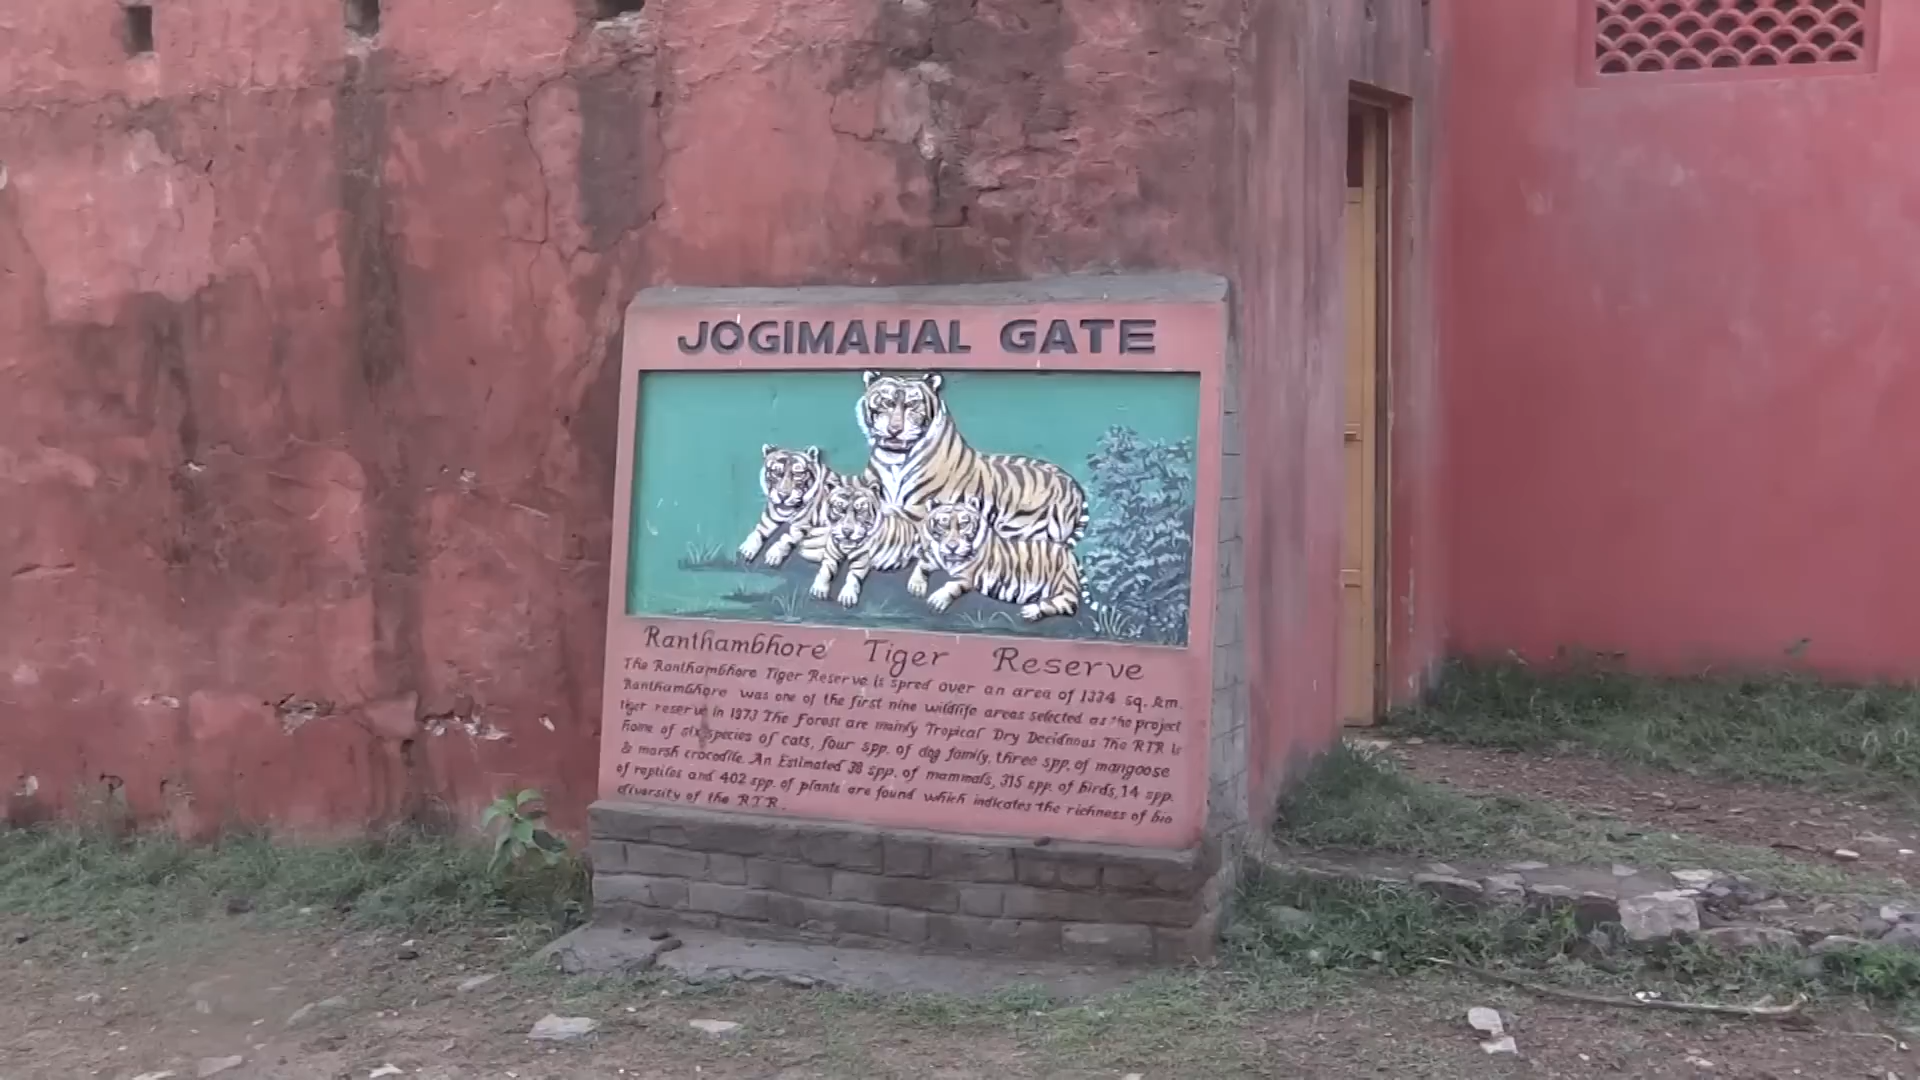 JOGIMAHAL GATE
Ranthambhore Tiger Reserve
The Ranthambhore Tiger Reserve is spred over an area of 1334 sq. km.
Ranthambhore was one of the first nine wildlife areas selected as the project
tiger reserve in 1973 The Forest are mainly Tropical Dry Decidnous The RTR is
home of six species of cats, four spp. of dog family, three spp. of mangoose
& marsh crocodile. An Estimated 38 spp. of mammals, 315 spp. of birds, 14 spp.
of reptiles and 402 spp. of plants are found which indicates the richness of bio
diversity of the R.T.R.